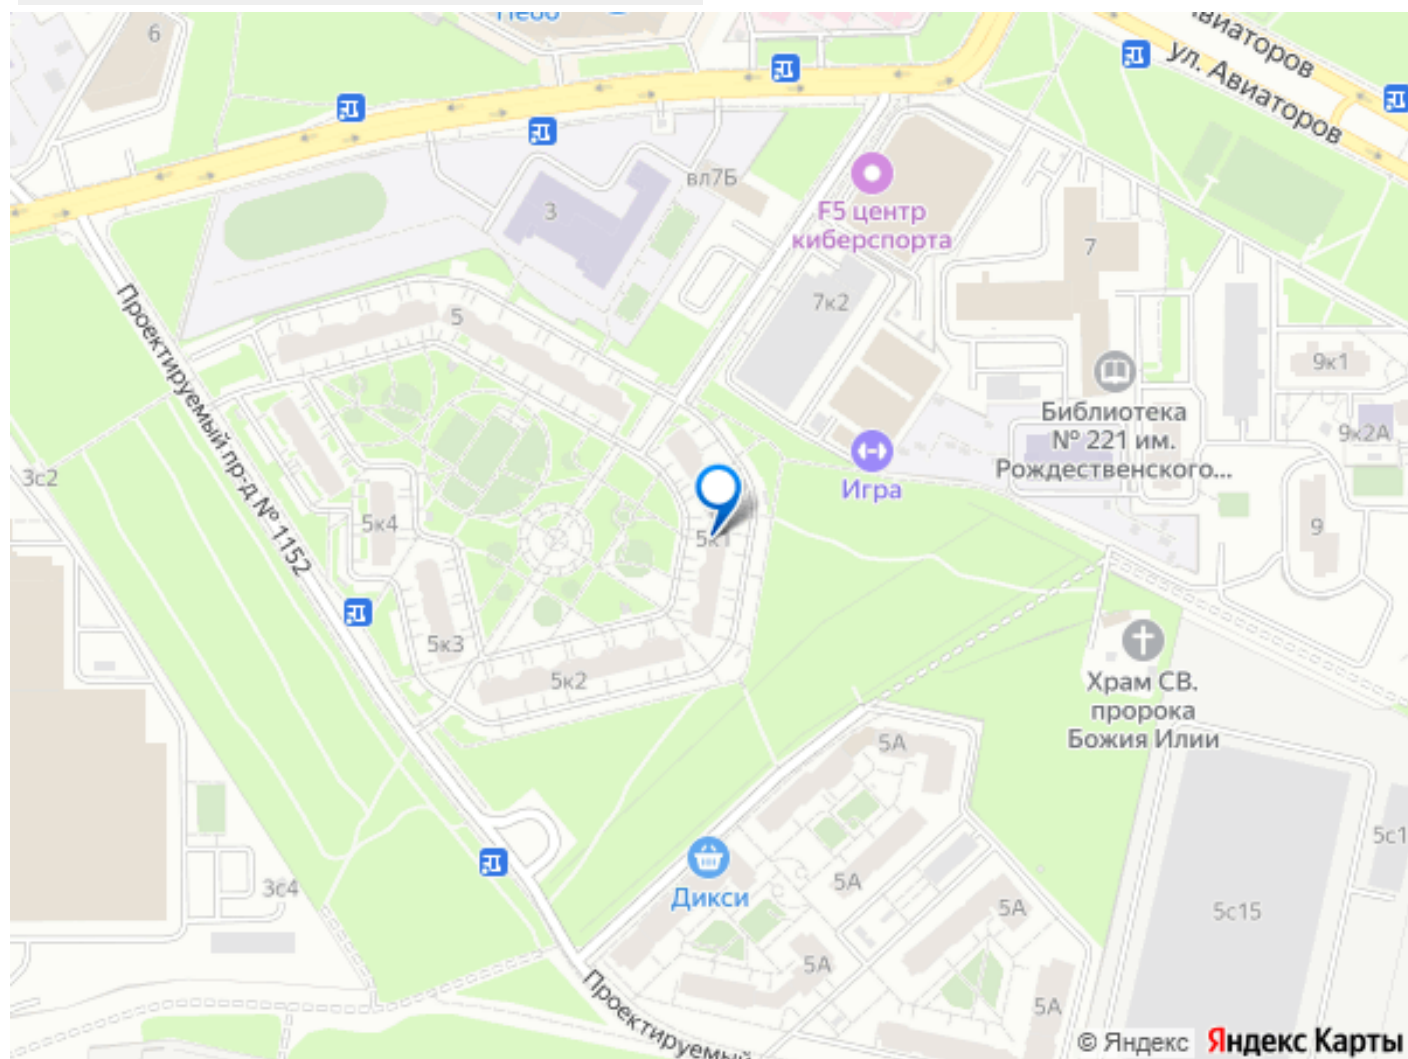 Небо
6
Авиаторов
ул. Авиаторов
3
вл7Б
F5 центр
киберспорта
7
7к2
5
Проектируемый пр-д № 1152
9к1
Библиотека
№ 221 им.
Рождественского...
9к2А
3с2
Игра
5к4
5к1
9
5к3
5к2
Храм СВ.
пророка
Божия Илии
5А
5с1
Дикси
5А
3с4
5А
5с15
5А
5А
Проектируемый
© Яндекс
Яндекс Карты